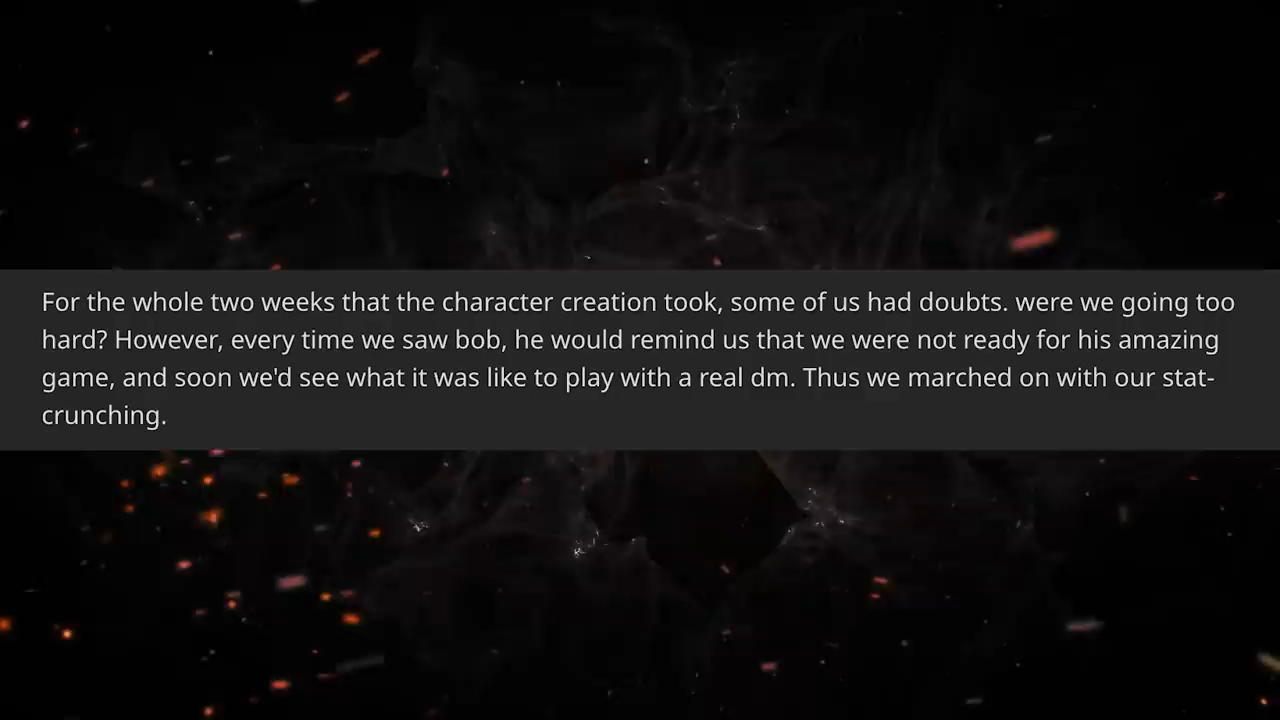 For the whole two weeks that the character creation took, some of us had doubts. were we going too
hard? However, every time we saw bob, he would remind us that we were not ready for his amazing
game, and soon we'd see what it was like to play with a real dm. Thus we marched on with our stat-
crunching.